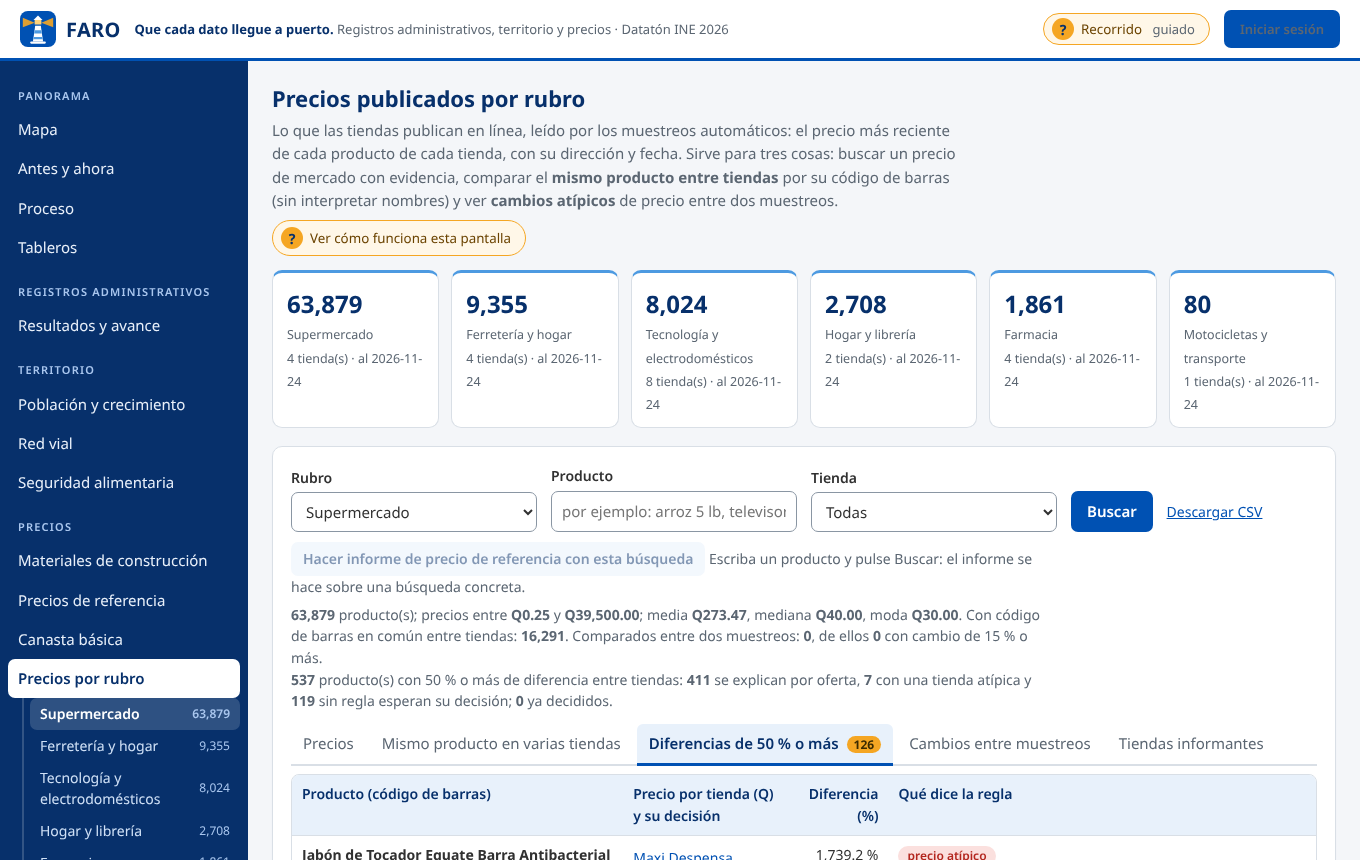 FARO
Que cada dato llegue a puerto. Registros administrativos, territorio y precios · Datatón INE 2026
? Recorrido guiado
Iniciar sesión
PANORAMA
Mapa
Antes y ahora
Proceso
Tableros
REGISTROS ADMINISTRATIVOS
Resultados y avance
TERRITORIO
Población y crecimiento
Red vial
Seguridad alimentaria
PRECIOS
Materiales de construcción
Precios de referencia
Canasta básica
Precios por rubro
Supermercado 63,879
Ferretería y hogar 9,355
Tecnología y
electrodomésticos 8,024
Hogar y librería 2,708
Precios publicados por rubro
Lo que las tiendas publican en línea, leído por los muestreos automáticos: el precio más reciente
de cada producto de cada tienda, con su dirección y fecha. Sirve para tres cosas: buscar un precio
de mercado con evidencia, comparar el mismo producto entre tiendas por su código de barras
(sin interpretar nombres) y ver cambios atípicos de precio entre dos muestreos.
? Ver cómo funciona esta pantalla
63,879
Supermercado
4 tienda(s) · al 2026-11-
24
9,355
Ferretería y hogar
4 tienda(s) · al 2026-11-
24
8,024
Tecnología y
electrodomésticos
8 tienda(s) · al 2026-11-
24
2,708
Hogar y librería
2 tienda(s) · al 2026-11-
24
1,861
Farmacia
4 tienda(s) · al 2026-11-
24
80
Motocicletas y
transporte
1 tienda(s) · al 2026-11-
24
Rubro
Supermercado
Producto
por ejemplo: arroz 5 lb, televisor
Tienda
Todas
Buscar
Descargar CSV
Hacer informe de precio de referencia con esta búsqueda Escriba un producto y pulse Buscar: el informe se
hace sobre una búsqueda concreta.
63,879 producto(s); precios entre Q0.25 y Q39,500.00; media Q273.47, mediana Q40.00, moda Q30.00. Con código
de barras en común entre tiendas: 16,291. Comparados entre dos muestreos: 0, de ellos 0 con cambio de 15 % o
más.
537 producto(s) con 50 % o más de diferencia entre tiendas: 411 se explican por oferta, 7 con una tienda atípica y
119 sin regla esperan su decisión; 0 ya decididos.
Precios
Mismo producto en varias tiendas
Diferencias de 50 % o más 126
Cambios entre muestreos
Tiendas informantes
Producto (código de barras)
Precio por tienda (Q)
y su decisión
Diferencia
(%)
Qué dice la regla
Jabón de Tocador Equate Barra Antibacterial
Maxi Despensa
1,739.2 %
precio atípico